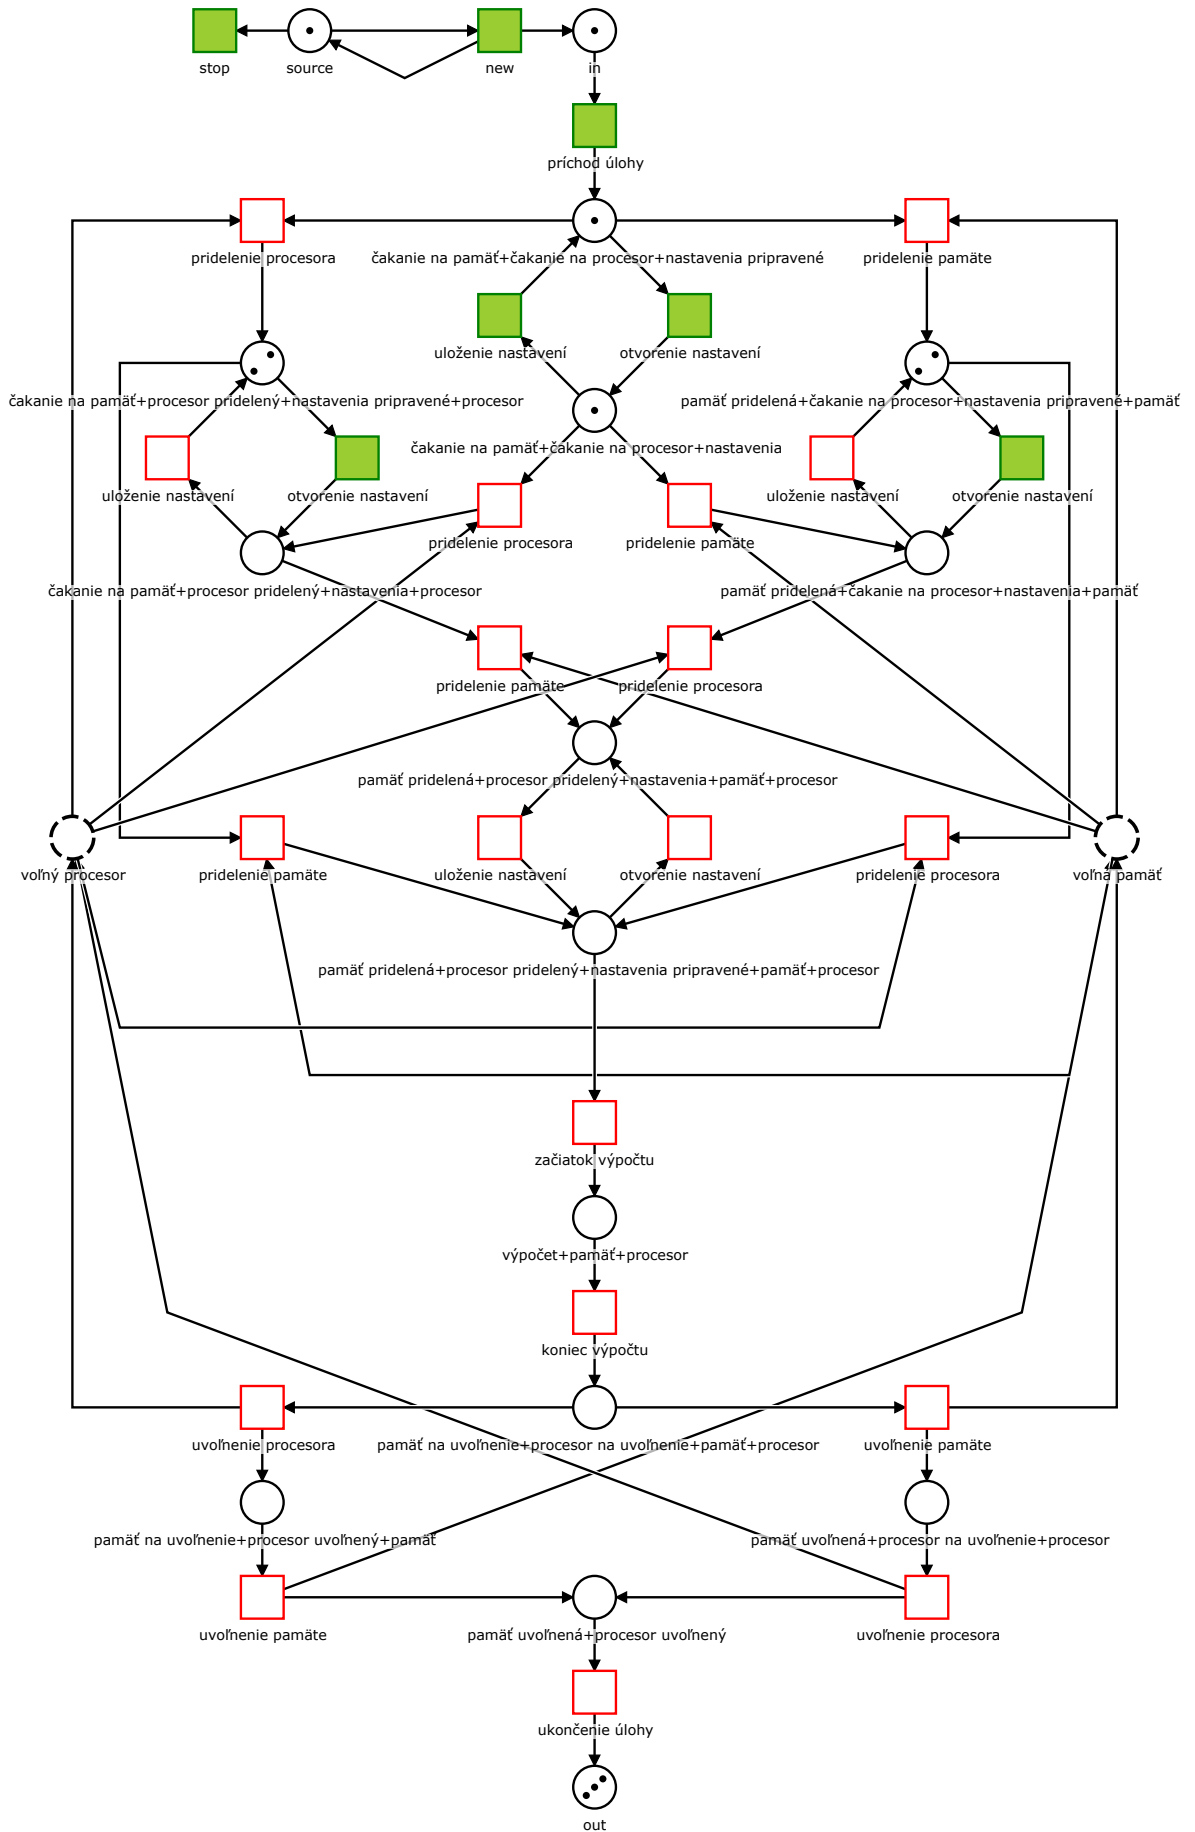 stop
source
new
in
príchod úlohy
pridelenie procesora
čakanie na pamäť+čakanie na procesor+nastavenia pripravené
pridelenie pamäte
uloženie nastavení
otvorenie nastavení
čakanie na pamäť+procesor pridelený+nastavenia pripravené+procesor
pamäť pridelená+čakanie na procesor+nastavenia pripravené+pamäť
čakanie na pamäť+čakanie na procesor+nastavenia
uloženie nastavení
otvorenie nastavení
uloženie nastavení
otvorenie nastavení
pridelenie procesora
pridelenie pamäte
čakanie na pamäť+procesor pridelený+nastavenia+procesor
pamäť pridelená+čakanie na procesor+nastavenia+pamäť
pridelenie pamäte
pridelenie procesora
pamäť pridelená+procesor pridelený+nastavenia+pamäť+procesor
voľný procesor
pridelenie pamäte
uloženie nastavení
otvorenie nastavení
pridelenie procesora
voľná pamäť
pamäť pridelená+procesor pridelený+nastavenia pripravené+pamäť+procesor
začiatok výpočtu
výpočet+pamäť+procesor
koniec výpočtu
uvoľnenie procesora
pamäť na uvoľnenie+procesor na uvoľnenie+pamäť+procesor
uvoľnenie pamäte
pamäť na uvoľnenie+procesor uvoľnený+pamäť
pamäť uvoľnená+procesor na uvoľnenie+procesor
uvoľnenie pamäte
pamäť uvoľnená+procesor uvoľnený
uvoľnenie procesora
ukončenie úlohy
out